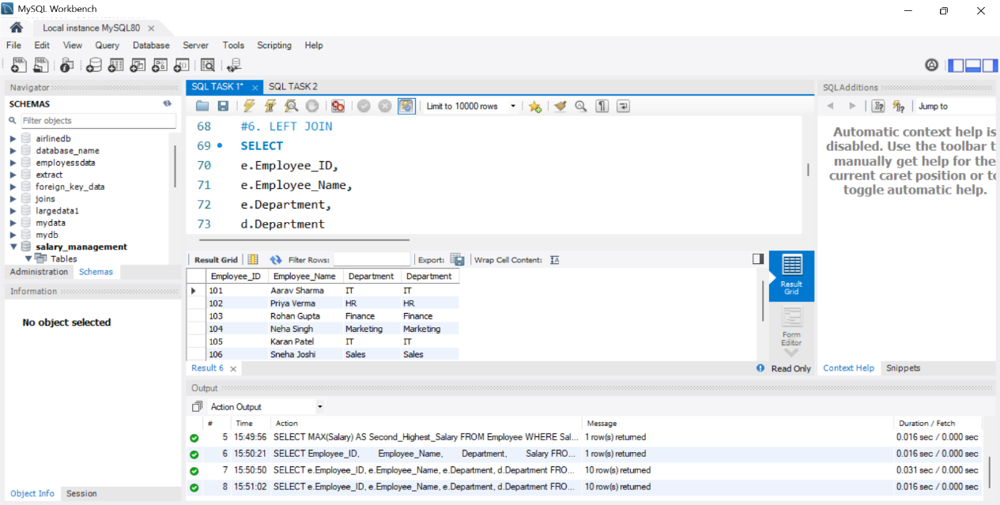 MySQL Workbench
Local instance MySQL80
File Edit View Query Database Server Tools Scripting Help
Navigator
SCHEMAS
Filter objects
airlinedb
database_name
employessdata
extract
foreign_key_data
joins
largedata1
mydata
mydb
salary_management
Tables
Administration Schemas
Information
No object selected
Object Info Session
SQL TASK 1* SQL TASK 2
Limit to 10000 rows
68 #6. LEFT JOIN
69 SELECT
70 e.Employee_ID,
71 e.Employee_Name,
72 e.Department,
73 d.Department
Result Grid Filter Rows: Export: Wrap Cell Content:
Employee_ID Employee_Name Department Department
101 Aarav Sharma IT IT
102 Priya Verma HR HR
103 Rohan Gupta Finance Finance
104 Neha Singh Marketing Marketing
105 Karan Patel IT IT
106 Sneha Joshi Sales Sales
Result
Grid
Form
Editor
Result 6
Read Only
SQLAdditions
Jump to
Automatic context help is
disabled. Use the toolbar t
manually get help for the
current caret position or to
toggle automatic help.
Context Help Snippets
Output
Action Output
# Time Action Message Duration / Fetch
5 15:49:56 SELECT MAX(Salary) AS Second_Highest_Salary FROM Employee WHERE Sal... 1 row(s) returned 0.016 sec / 0.000 sec
6 15:50:21 SELECT Employee_ID, Employee_Name, Department, Salary FRO... 1 row(s) returned 0.016 sec / 0.000 sec
7 15:50:50 SELECT e.Employee_ID, e.Employee_Name, e.Department, d.Department FRO... 10 row(s) returned 0.031 sec / 0.000 sec
8 15:51:02 SELECT e.Employee_ID, e.Employee_Name, e.Department, d.Department FRO... 10 row(s) returned 0.016 sec / 0.000 sec